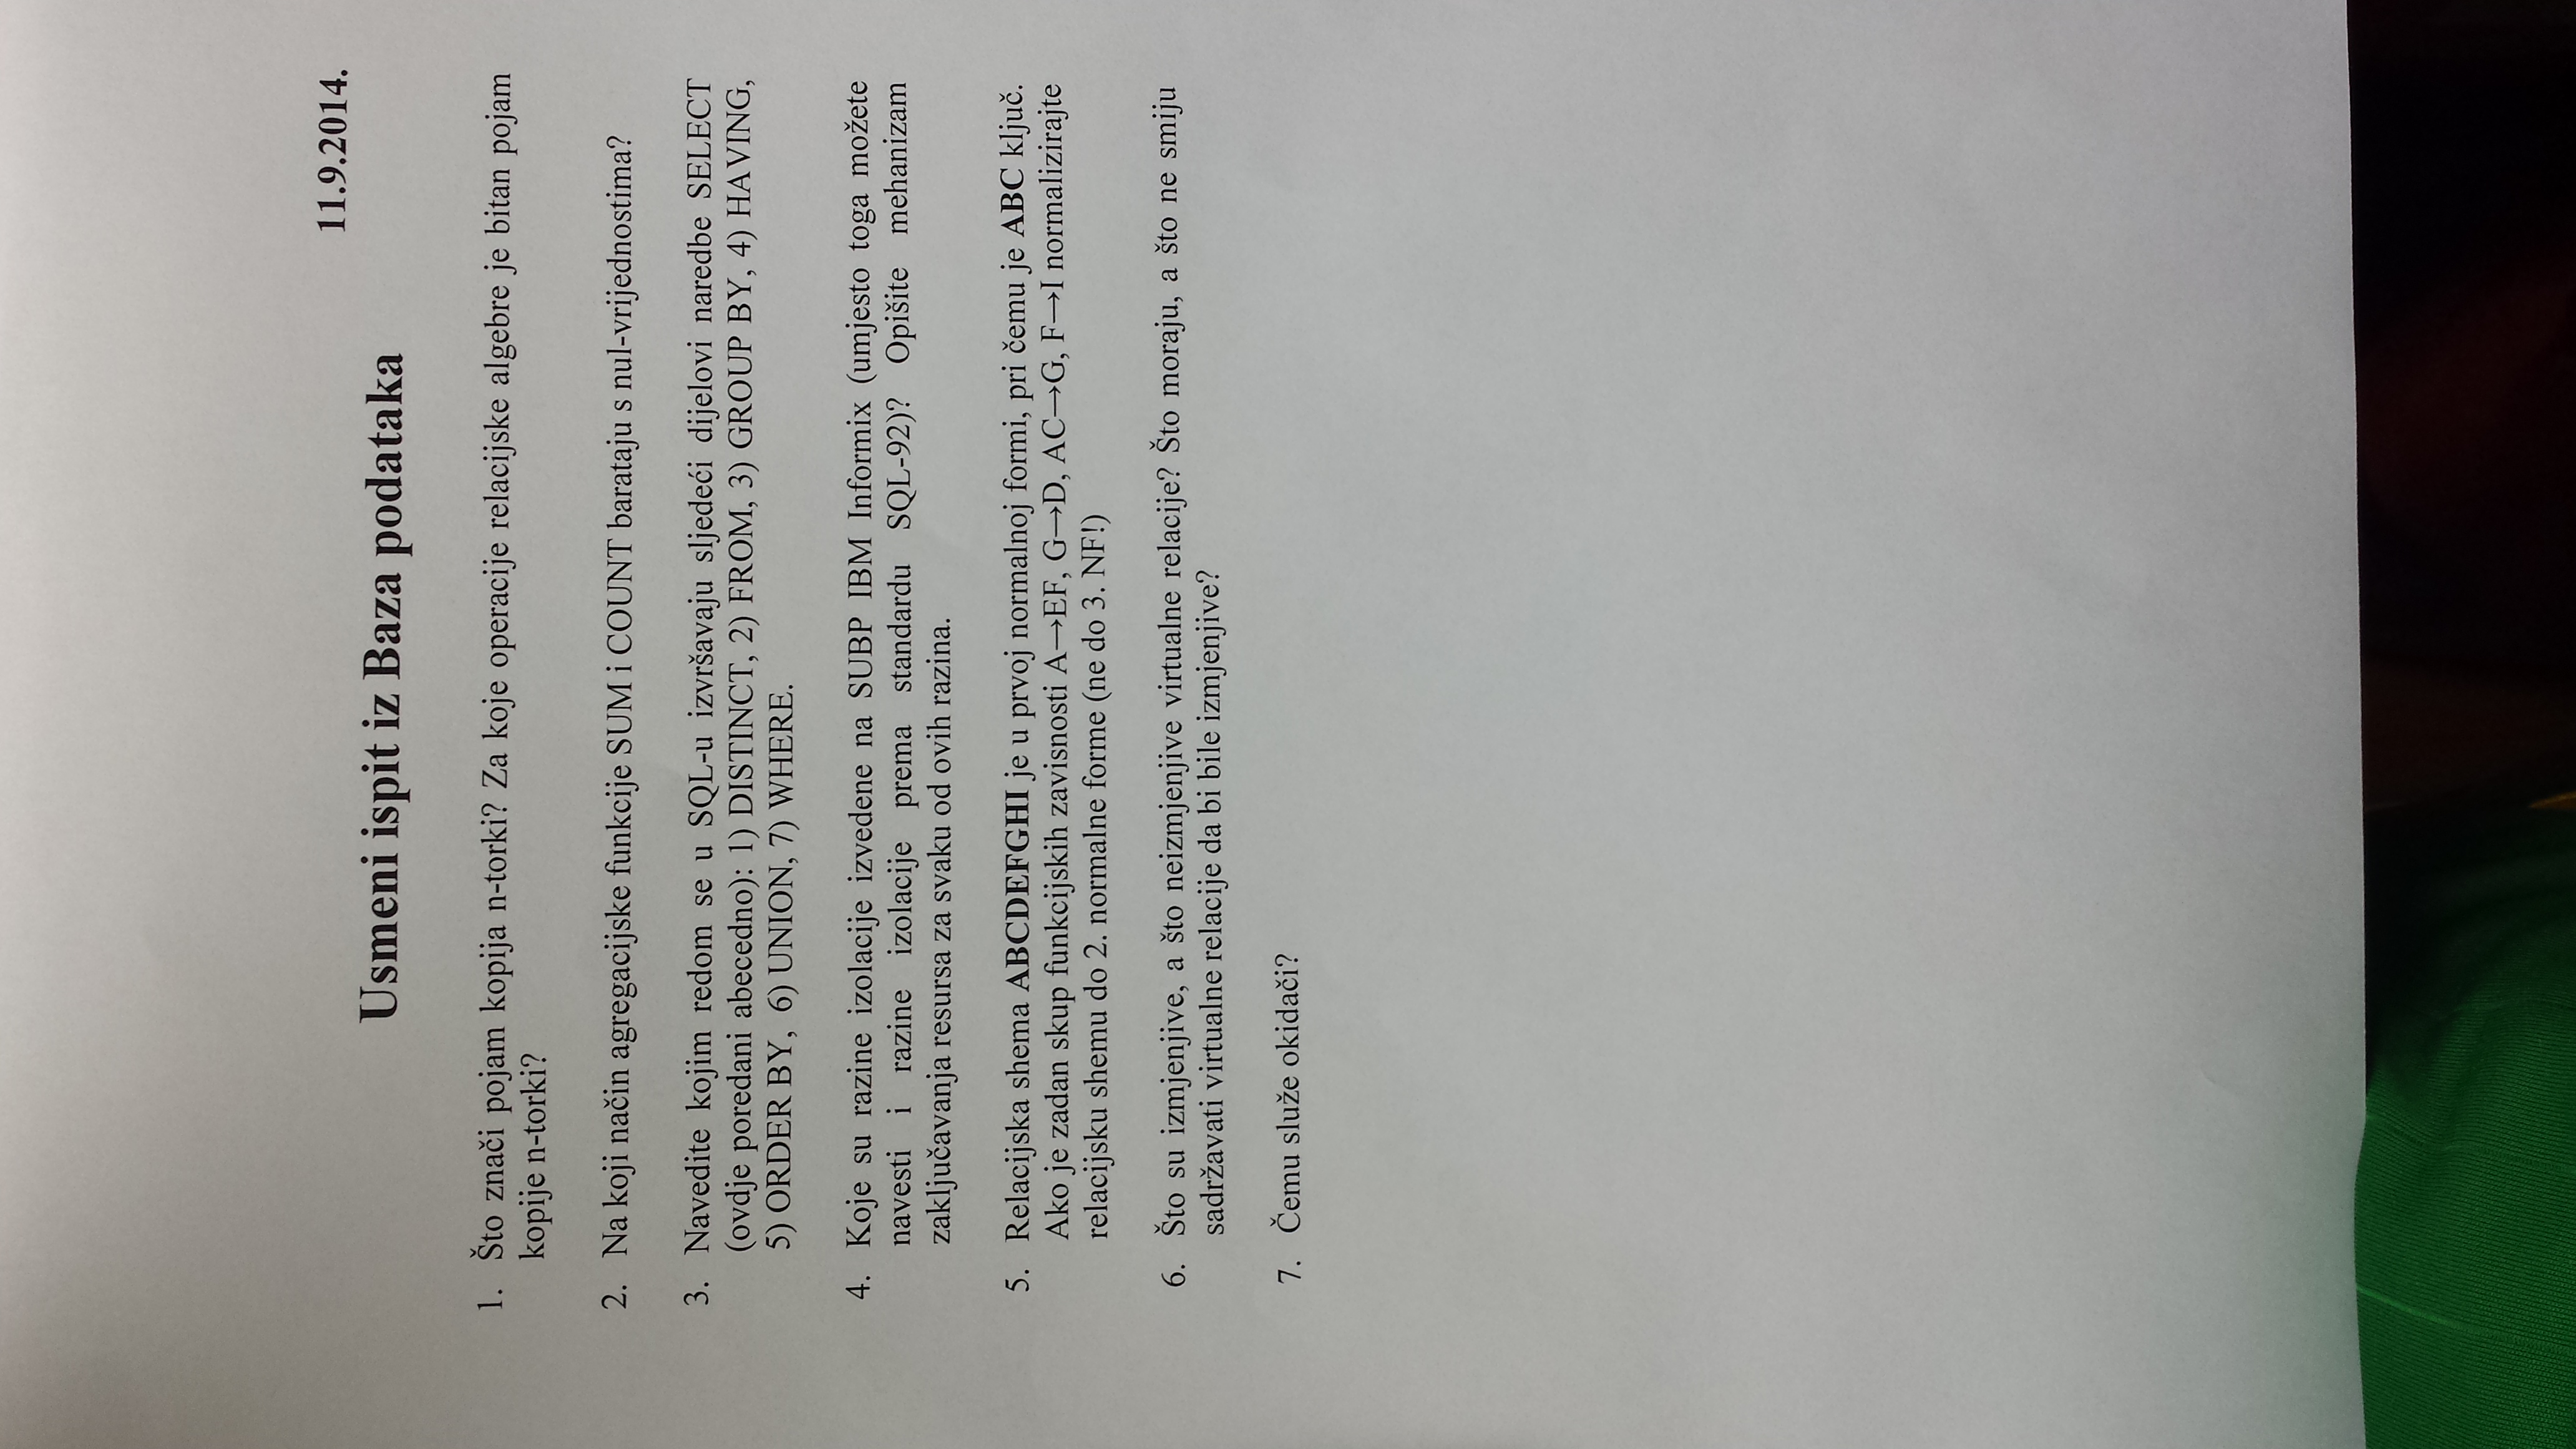 11.9.2014.
Usmeni ispit iz Baza podataka
1. Što znači pojam kopija n-torki? Za koje operacije relacijske algebre je bitan pojam
kopije n-torki?
2. Na koji način agregacijske funkcije SUM i COUNT barataju s nul-vrijednostima?
3. Navedite kojim redom se u SQL-u izvršavaju sljedeći dijelovi naredbe SELECT
(ovdje poredani abecedno): 1) DISTINCT, 2) FROM, 3) GROUP BY, 4) HAVING,
5) ORDER BY, 6) UNION, 7) WHERE.
4. Koje su razine izolacije izvedene na SUBP IBM Informix (umjesto toga možete
navesti i razine izolacije prema standardu SQL-92)? Opišite mehanizam
zaključavanja resursa za svaku od ovih razina.
5. Relacijska shema ABCDEFGHI je u prvoj normalnoj formi, pri čemu je ABC ključ.
Ako je zadan skup funkcijskih zavisnosti A→EF, G→D, AC→G, F→I normalizirajte
relacijsku shemu do 2. normalne forme (ne do 3. NF!)
6. Što su izmjenjive, a što neizmjenjive virtualne relacije? Što moraju, a što ne smiju
sadržavati virtualne relacije da bi bile izmjenjive?
7. Čemu služe okidači?